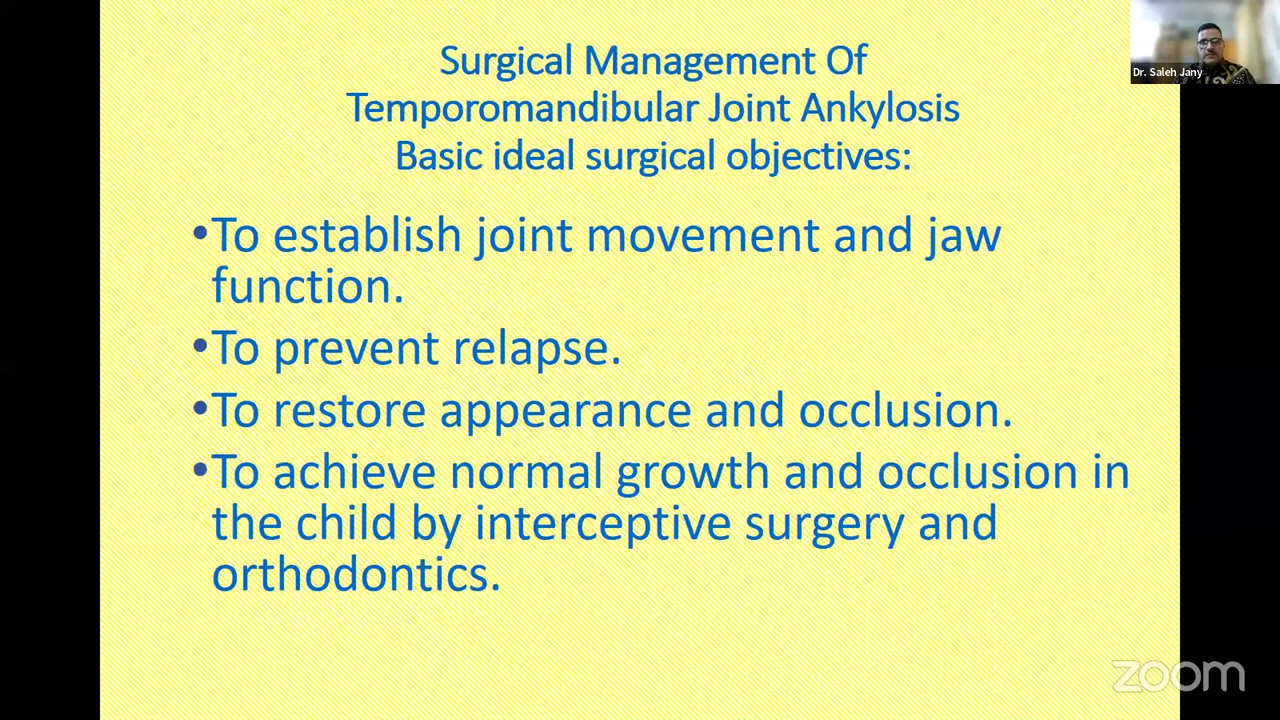 Surgical Management Of
Temporomandibular Joint Ankylosis
Basic ideal surgical objectives:
•To establish joint movement and jaw
function.
•To prevent relapse.
•To restore appearance and occlusion.
•To achieve normal growth and occlusion in
the child by interceptive surgery and
orthodontics.
Dr. Saleh Jany
zoom